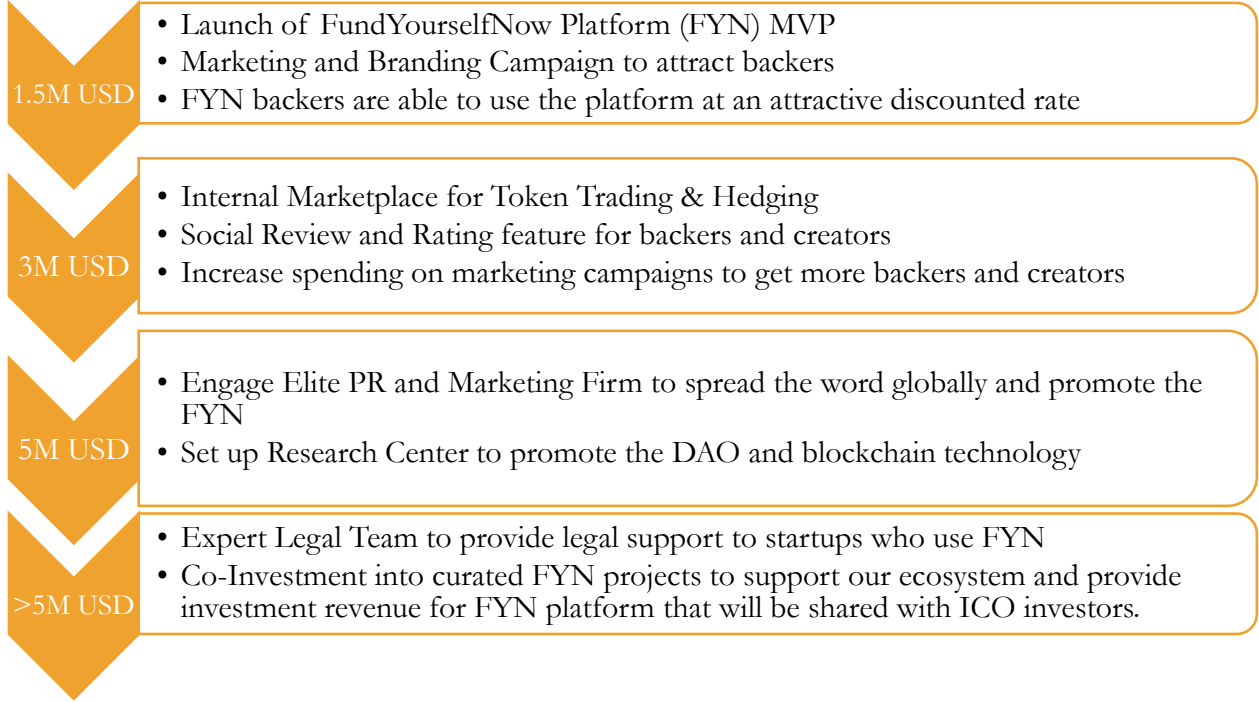 1.5M USD
• Launch of FundYourselfNow Platform (FYN) MVP
• Marketing and Branding Campaign to attract backers
• FYN backers are able to use the platform at an attractive discounted rate
3M USD
• Internal Marketplace for Token Trading & Hedging
• Social Review and Rating feature for backers and creators
• Increase spending on marketing campaigns to get more backers and creators
5M USD
• Engage Elite PR and Marketing Firm to spread the word globally and promote the
FYN
• Set up Research Center to promote the DAO and blockchain technology
>5M USD
• Expert Legal Team to provide legal support to startups who use FYN
• Co-Investment into curated FYN projects to support our ecosystem and provide
investment revenue for FYN platform that will be shared with ICO investors.